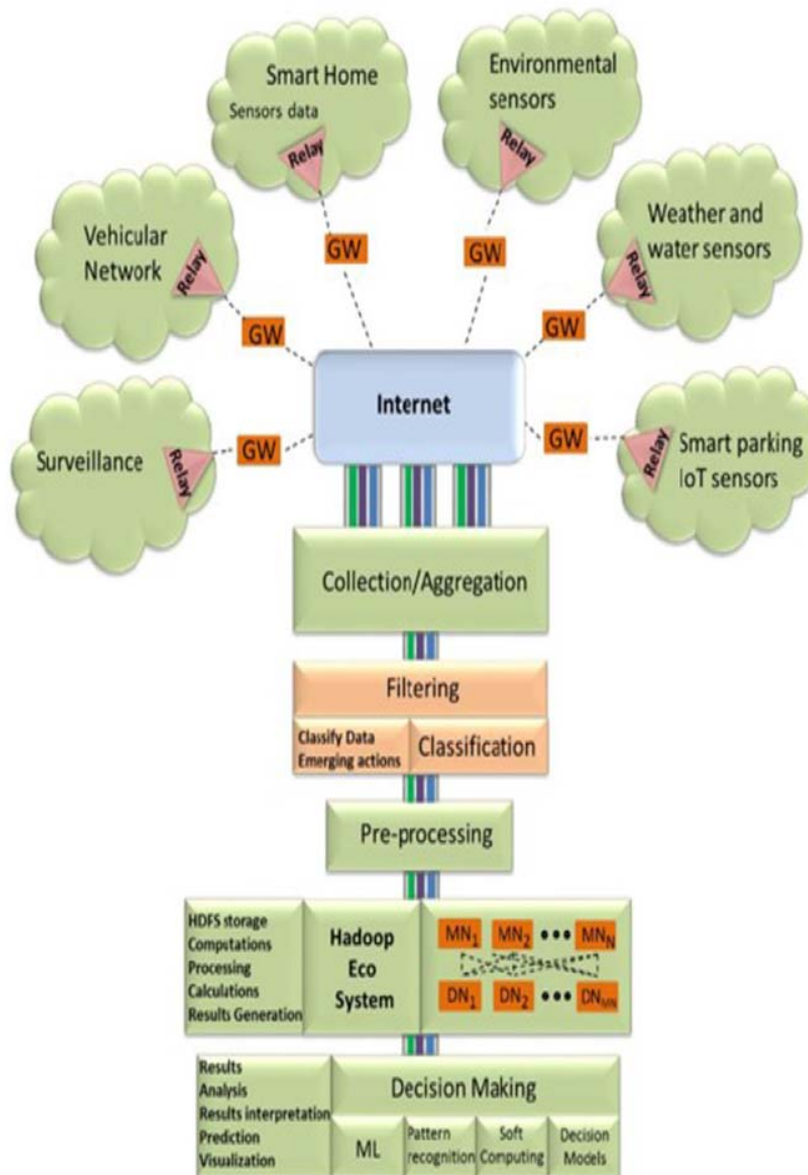 Smart Home
Sensors data
Relay
Environmental
sensors
Relay
Vehicular
Network
Relay
GW
GW
Weather and
water sensors
Relay
GW
GW
Internet
Surveillance
Relay
GW
GW
Smart parking
IoT sensors
Relay
Collection/Aggregation
Filtering
Classify Data
Emerging actions
Classification
Pre-processing
HDFS storage
Computations
Processing
Calculations
Results Generation
Hadoop
Eco
System
MN1 MN2 ●●● MNN
DN1 DN2 ●●● DNMN
Results
Analysis
Results interpretation
Predction
Visualization
Decision Making
ML
Pattern
recognition
Soft
Computing
Decision
Models